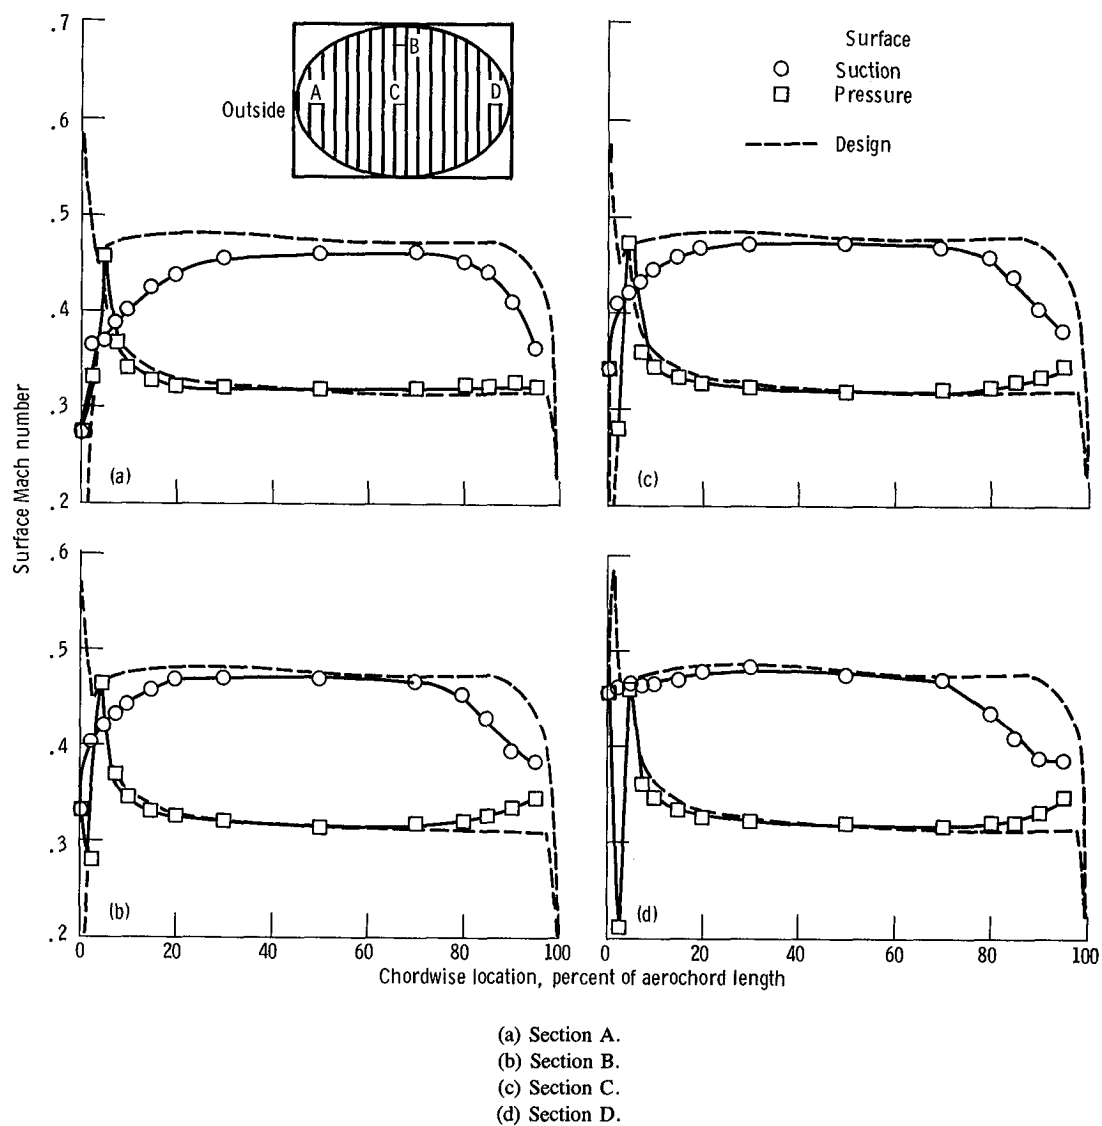 .7
.6
.5
.4
.3
.2
Outside
A
B
C
D
(a)
Surface
Suction
Pressure
Design
(c)
Surface Mach number
.6
.5
.4
.3
.2
(b)
0 20 40 60 80 100
(d)
0 20 40 60 80 100
Chordwise location, percent of aerochord length
(a) Section A.
(b) Section B.
(c) Section C.
(d) Section D.